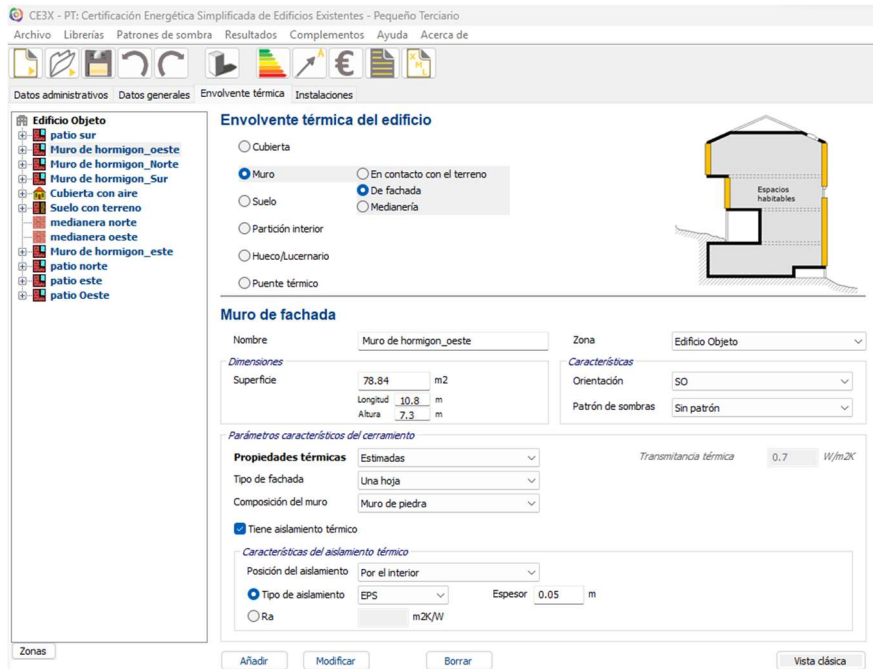 CE3X - PT: Certificación Energética Simplificada de Edificios Existentes - Pequeño Terciario
Archivo Librerías Patrones de sombra Resultados Complementos Ayuda Acerca de
Datos administrativos Datos generales Envolvente térmica Instalaciones
Edificio Objeto
patio sur
Muro de hormigon_oeste
Muro de hormigon_Norte
Muro de hormigon_Sur
Cubierta con aire
Suelo con terreno
medianera norte
medianera oeste
Muro de hormigon_este
patio norte
patio este
patio Oeste
Zonas
Envolvente térmica del edificio
Cubierta
Muro
Suelo
Partición interior
Hueco/Lucernario
Puente térmico
En contacto con el terreno
De fachada
Medianería
Espacios
habitables
Muro de fachada
Nombre Muro de hormigon_oeste Zona Edificio Objeto
Dimensiones
Superficie 78.84 m2
Longitud 10.8 m
Altura 7.3 m
Características
Orientación SO
Patrón de sombras Sin patrón
Parámetros característicos del cerramiento
Propiedades térmicas Estimadas Transmitancia térmica 0.7 W/m2K
Tipo de fachada Una hoja
Composición del muro Muro de piedra
Tiene aislamiento térmico
Características del aislamiento térmico
Posición del aislamiento Por el interior
Tipo de aislamiento EPS Espesor 0.05 m
Ra m2K/W
Añadir Modificar Borrar Vista clásica